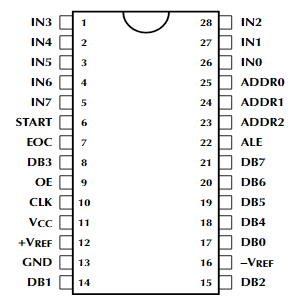 IN3 1 28 IN2
IN4 2 27 IN1
IN5 3 26 IN0
IN6 4 25 ADDR0
IN7 5 24 ADDR1
START 6 23 ADDR2
EOC 7 22 ALE
DB3 8 21 DB7
OE 9 20 DB6
CLK 10 19 DB5
VCC 11 18 DB4
+VREF 12 17 DB0
GND 13 16 −VREF
DB1 14 15 DB2